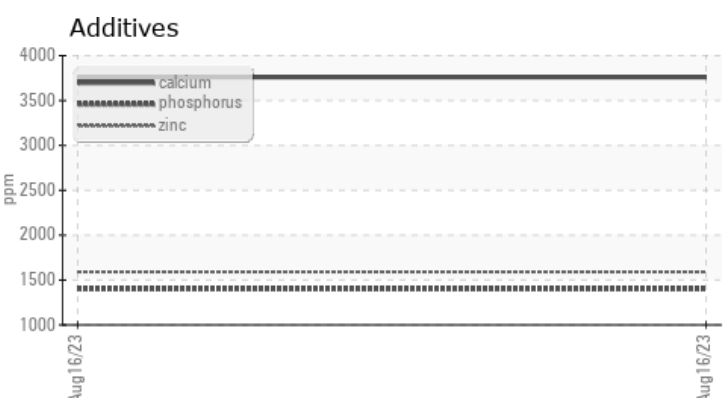 Additives
4000
3500
3000
2500
2000
1500
1000
ppm
calcium
phosphorus
zinc
Aug16/23
Aug16/23